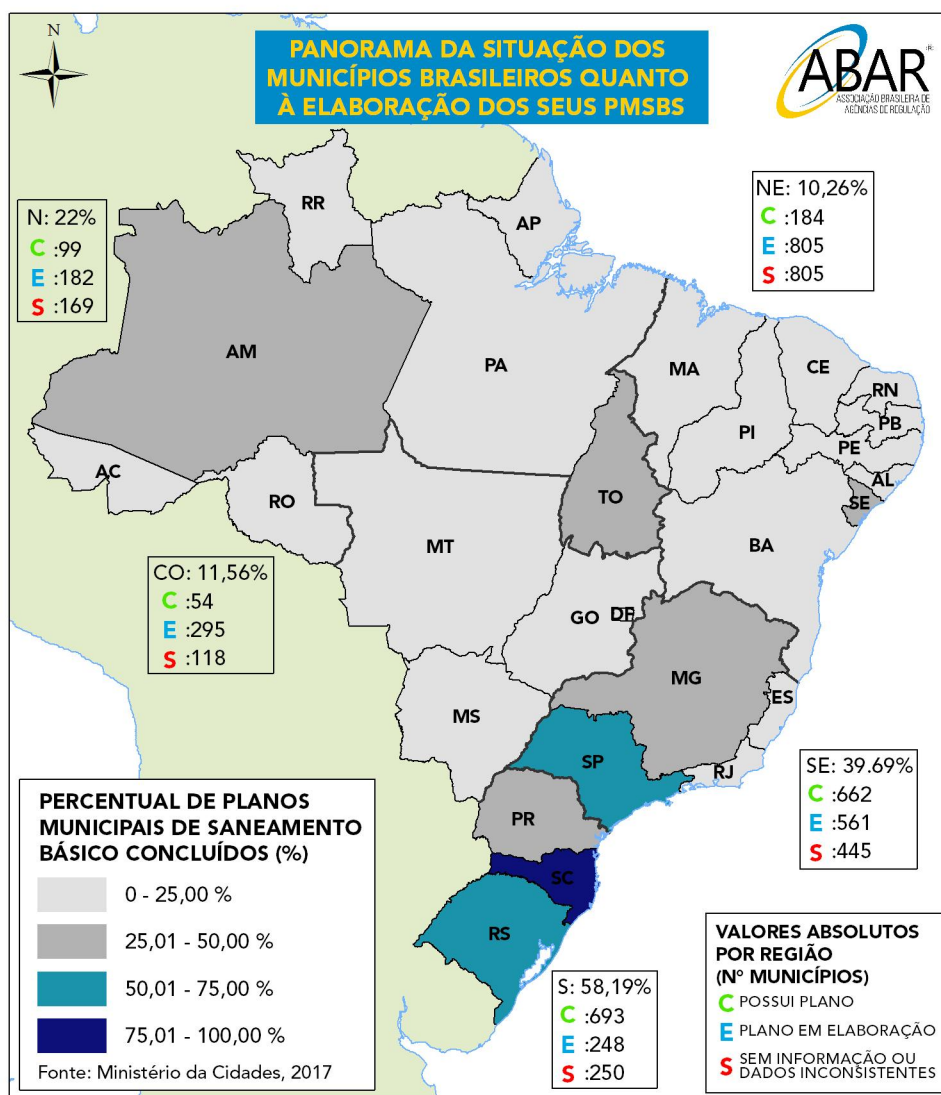 N
PANORAMA DA SITUAÇÃO DOS
MUNICÍPIOS BRASILEIROS QUANTO
À ELABORAÇÃO DOS SEUS PMSBS
ABAR
ASSOCIAÇÃO BRASILEIRA DE
AGÊNCIAS DE REGULAÇÃO
N: 22%
C :99
E :182
S :169
NE: 10,26%
C :184
E :805
S :805
RR
AP
AM
PA
MA
CE
RN
PB
PI
PE
AL
SE
AC
RO
TO
BA
MT
CO: 11,56%
C :54
E :295
S :118
GO
DF
MG
ES
MS
SP
RJ
SE: 39.69%
C :662
E :561
S :445
PR
SC
RS
PERCENTUAL DE PLANOS
MUNICIPAIS DE SANEAMENTO
BÁSICO CONCLUÍDOS (%)
0 - 25,00 %
25,01 - 50,00 %
50,01 - 75,00 %
75,01 - 100,00 %
Fonte: Ministério da Cidades, 2017
S: 58,19%
C :693
E :248
S :250
VALORES ABSOLUTOS
POR REGIÃO
(Nº MUNICÍPIOS)
C POSSUI PLANO
E PLANO EM ELABORAÇÃO
S SEM INFORMAÇÃO OU
DADOS INCONSISTENTES